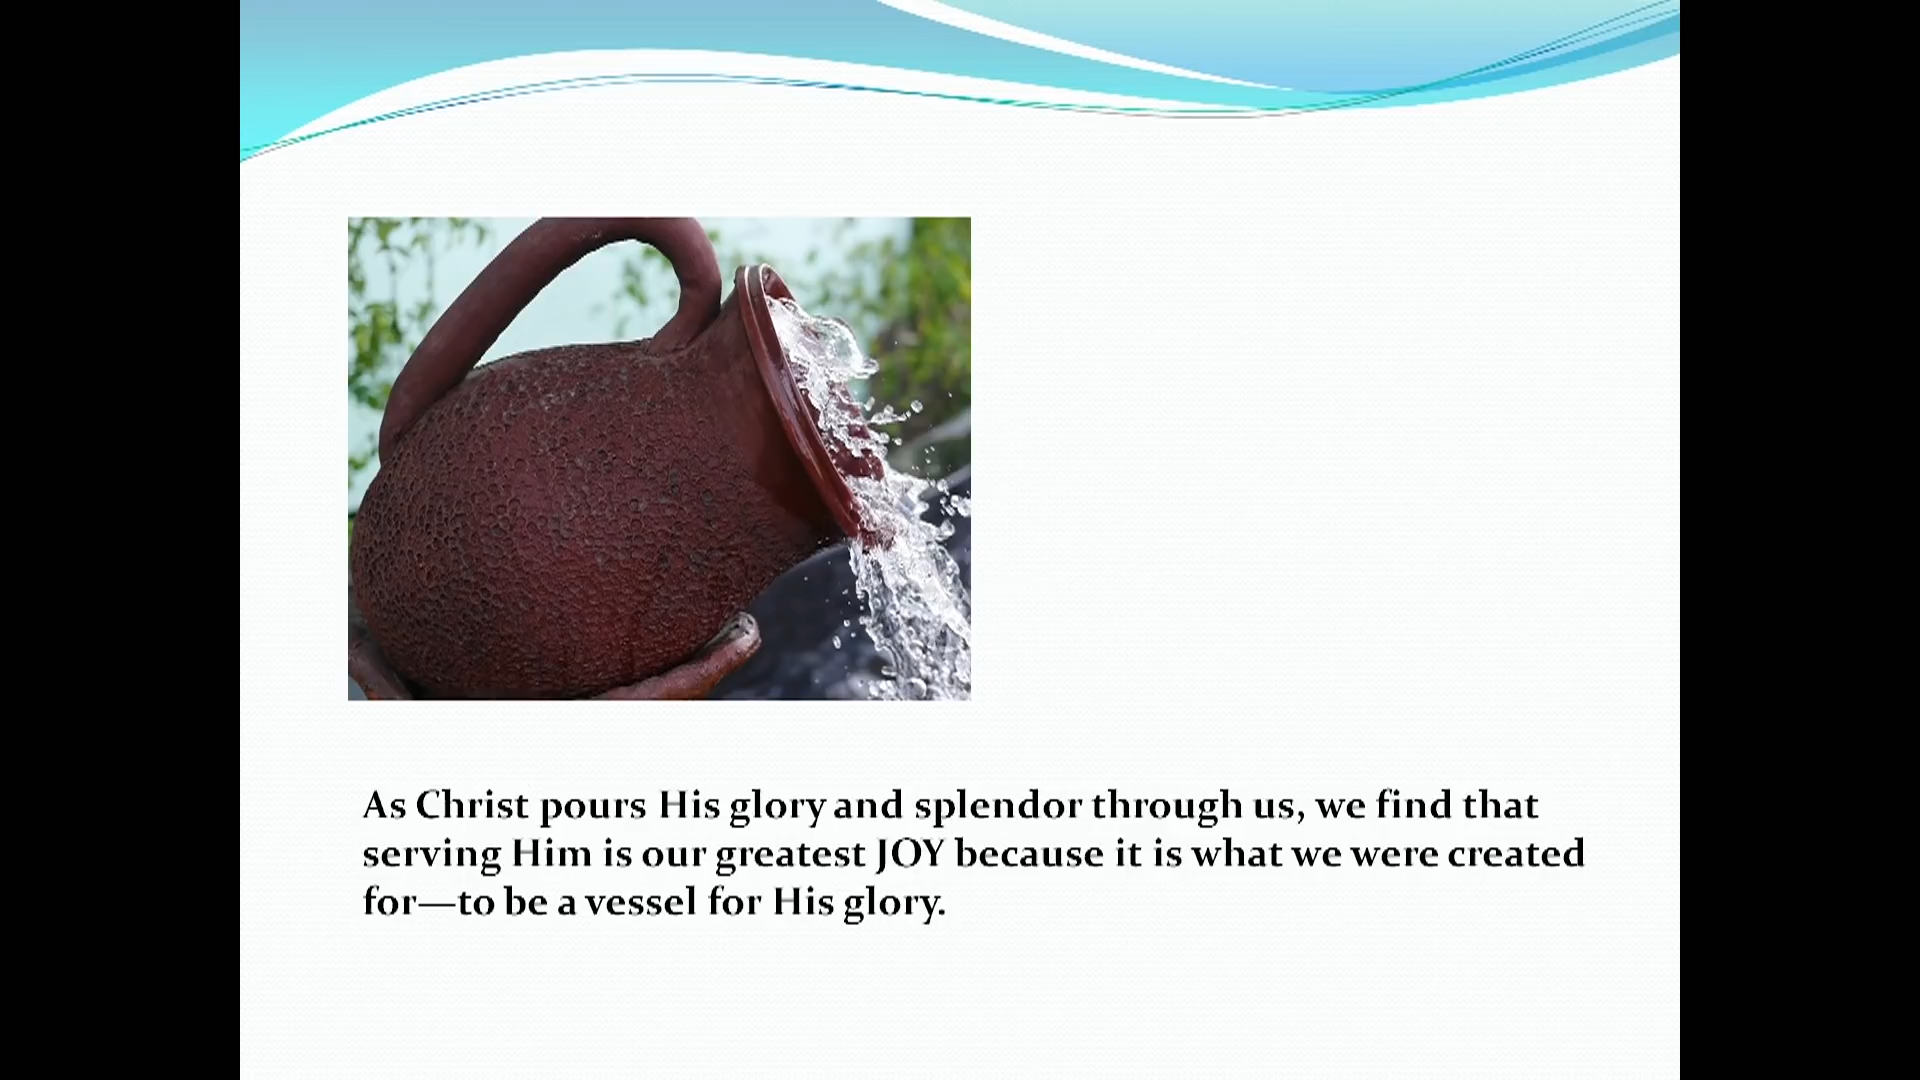 As Christ pours His glory and splendor through us, we find that
serving Him is our greatest JOY because it is what we were created
for—to be a vessel for His glory.